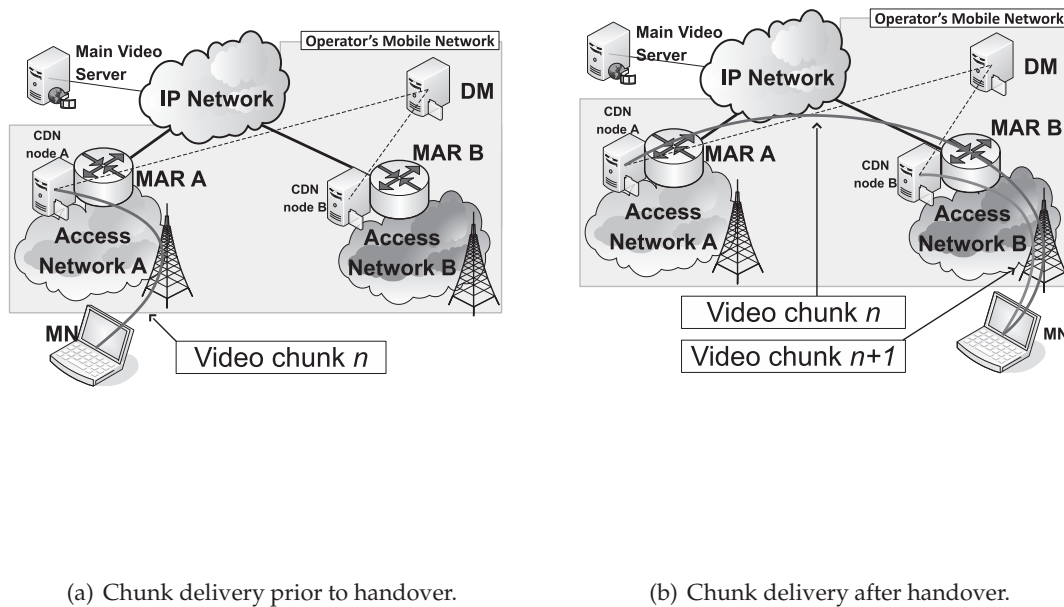 Operator's Mobile Network
Main Video
Server
IP Network
DM
CDN
node A
MAR A
MAR B
CDN
node B
Access
Network A
Access
Network B
MN
Video chunk n
(a) Chunk delivery prior to handover.
Operator's Mobile Network
Main Video
Server
IP Network
DM
CDN
node A
MAR A
MAR B
CDN
node B
Access
Network A
Access
Network B
Video chunk n
Video chunk n+1
MN
(b) Chunk delivery after handover.